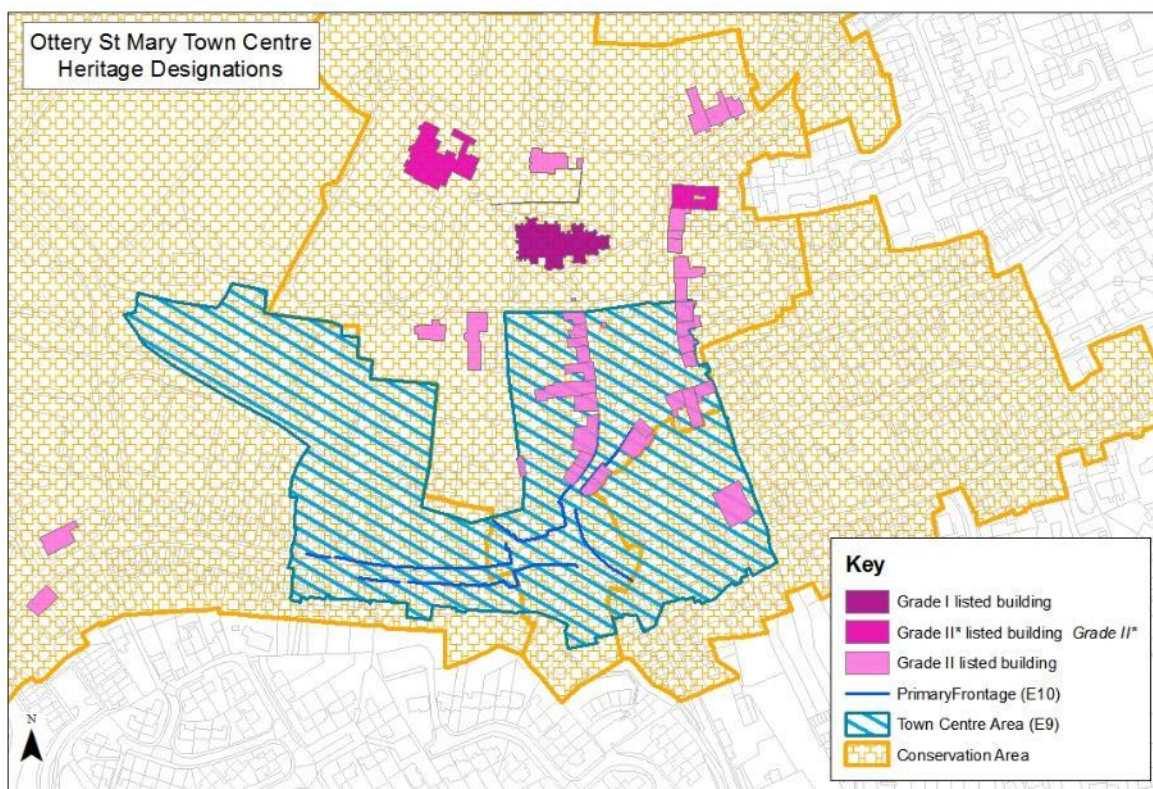 Ottery St Mary Town Centre
Heritage Designations
Key
Grade I listed building
Grade II* listed building Grade II*
Grade II listed building
PrimaryFrontage (E10)
Town Centre Area (E9)
Conservation Area
N